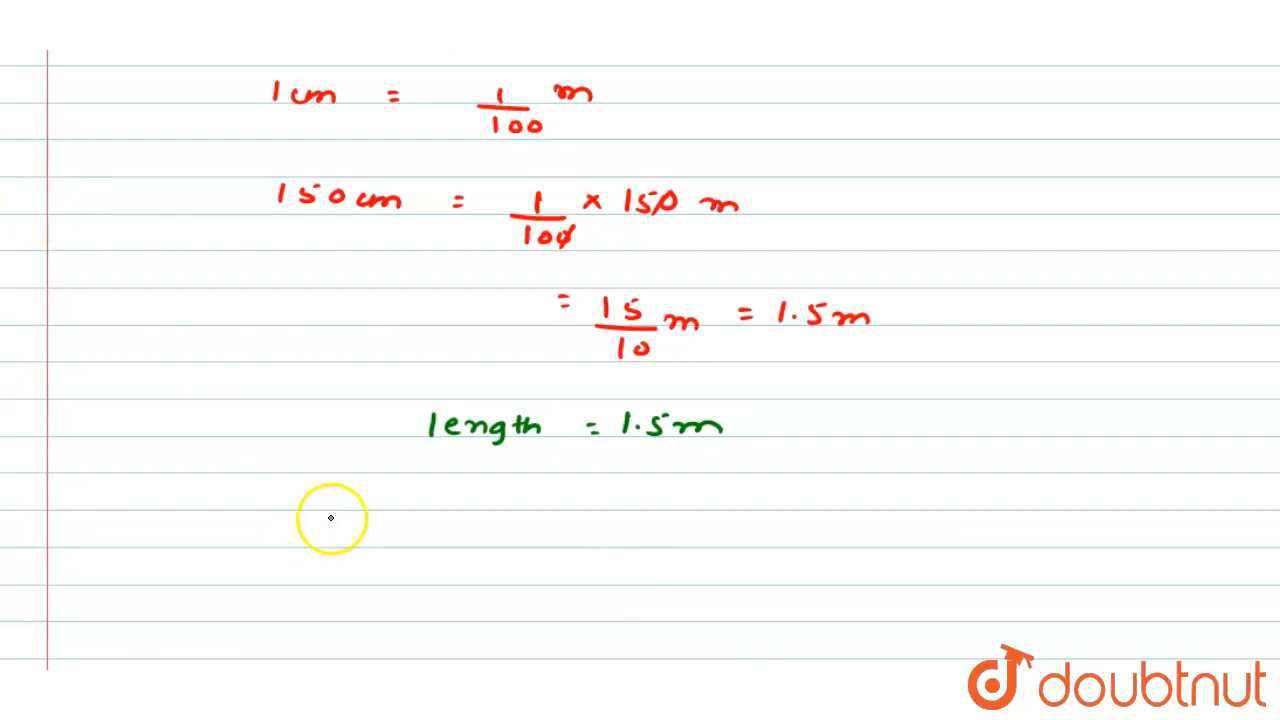 1 cm = 1/100 m
150 cm = 1/100 × 150 m
= 15/10 m = 1.5 m
length = 1.5 m
doubtnut